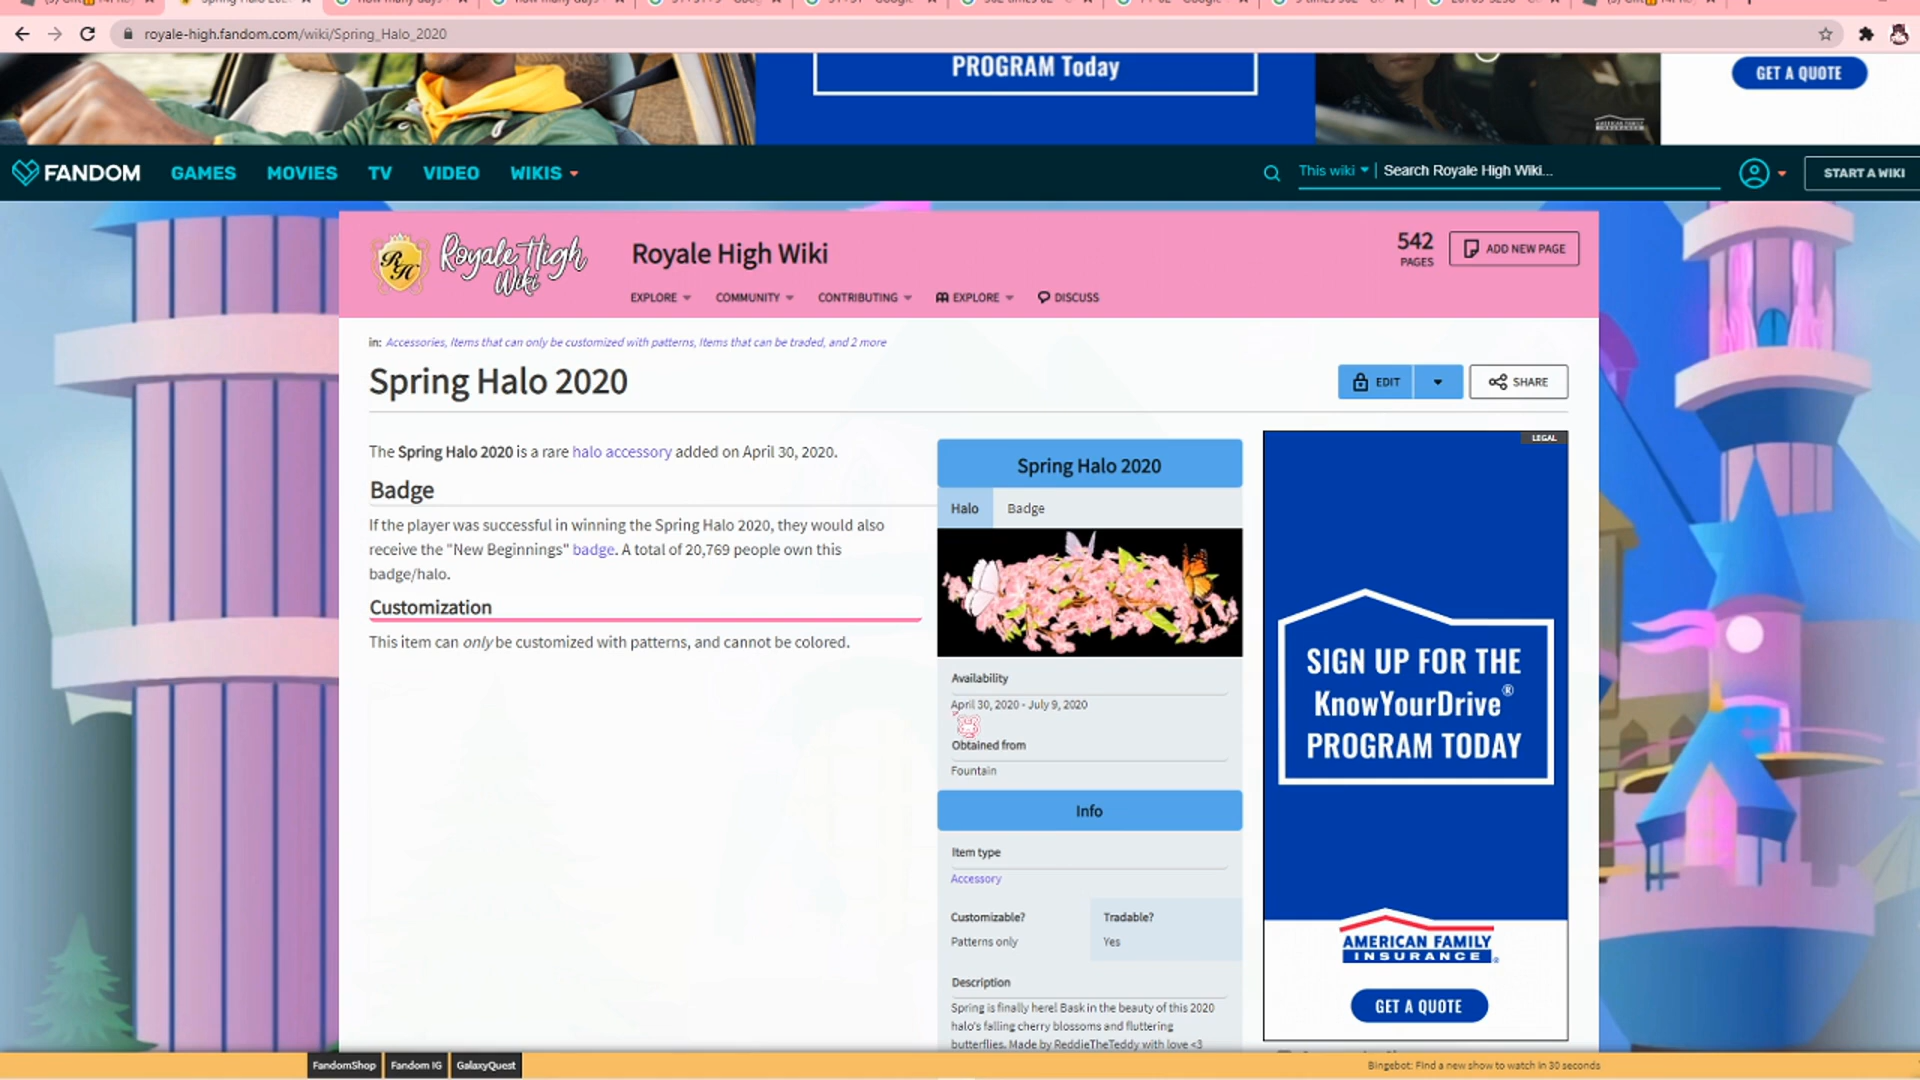 royale-high.fandom.com/wiki/Spring_Halo_2020
PROGRAM Today
GET A QUOTE
AMERICAN FAMILY
INSURANCE
FANDOM
GAMES
MOVIES
TV
VIDEO
WIKIS
This wiki
Search Royale High Wiki...
START A WIKI
RH
Royale High
Wiki
Royale High Wiki
542
PAGES
ADD NEW PAGE
EXPLORE
COMMUNITY
CONTRIBUTING
EXPLORE
DISCUSS
in: Accessories, Items that can only be customized with patterns, Items that can be traded, and 2 more
Spring Halo 2020
EDIT
SHARE
The Spring Halo 2020 is a rare halo accessory added on April 30, 2020.
Badge
If the player was successful in winning the Spring Halo 2020, they would also
receive the "New Beginnings" badge. A total of 20,769 people own this
badge/halo.
Customization
This item can only be customized with patterns, and cannot be colored.
Spring Halo 2020
Halo
Badge
Availability
April 30, 2020 - July 9, 2020
Obtained from
Fountain
Info
Item type
Accessory
Customizable?
Tradable?
Patterns only
Yes
Description
Spring is finally here! Bask in the beauty of this 2020
halo's falling cherry blossoms and fluttering
butterflies. Made by ReddieTheTeddy with love <3
LEGAL
SIGN UP FOR THE
KnowYourDrive®
PROGRAM TODAY
AMERICAN FAMILY
INSURANCE®
GET A QUOTE
FandomShop
Fandom IG
GalaxyQuest
Bingebot: Find a new show to watch in 30 seconds